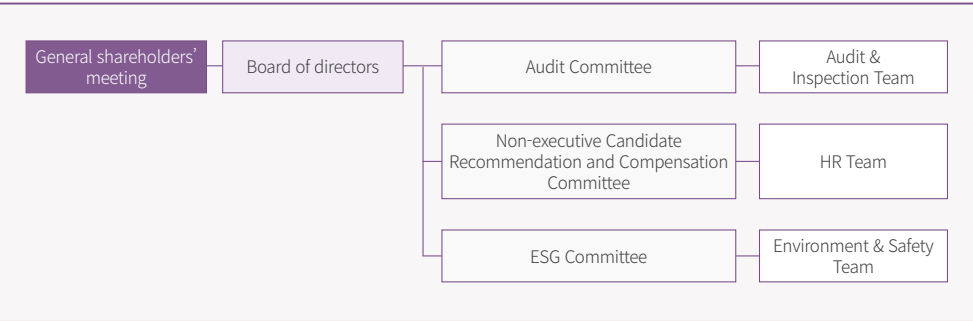 General shareholders’
meeting
Board of directors
Audit Committee
Audit &
Inspection Team
Non-executive Candidate
Recommendation and Compensation
Committee
HR Team
ESG Committee
Environment & Safety
Team